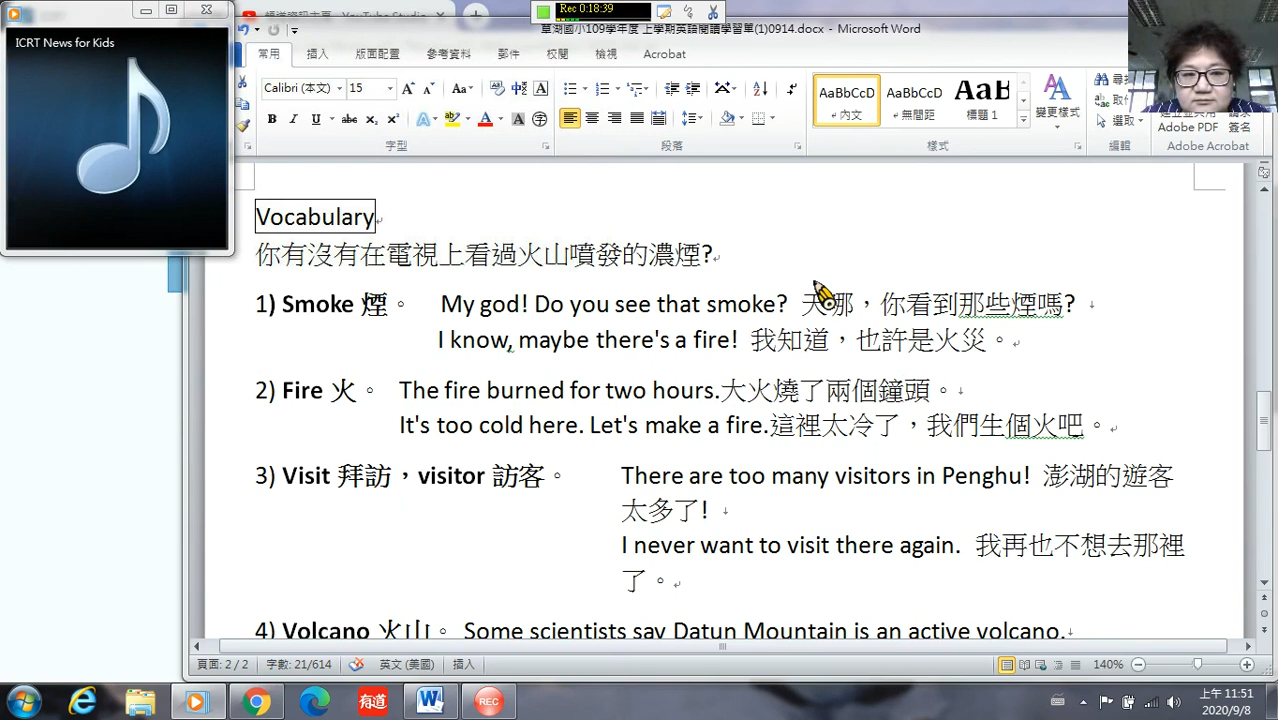 ICRT News for Kids
Rec 0:18:39
草湖國小109學年度 上學期英語閱讀學習單(1)0914.docx - Microsoft Word
常用 插入 版面配置 參考資料 郵件 校閱 檢視 Acrobat
Calibri (本文) 15
AaBbCcD AaBbCcD AaBbC
內文 無間距 標題 1 變更樣式
選取 Adobe PDF 簽名
字型 段落 樣式 編輯 Adobe Acrobat
Vocabulary
你有沒有在電視上看過火山噴發的濃煙?
1) Smoke 煙。 My god! Do you see that smoke? 天哪，你看到那些煙嗎?
I know, maybe there's a fire! 我知道，也許是火災。
2) Fire 火。 The fire burned for two hours.大火燒了兩個鐘頭。
It's too cold here. Let's make a fire.這裡太冷了，我們生個火吧。
3) Visit 拜訪，visitor 訪客。 There are too many visitors in Penghu! 澎湖的遊客
太多了!
I never want to visit there again. 我再也不想去那裡
了。
4) Volcano 火山。 Some scientists say Datun Mountain is an active volcano.
頁面: 2 / 2 字數: 21/614 英文 (美國) 插入 140%
有道 REC
上午 11:51
2020/9/8